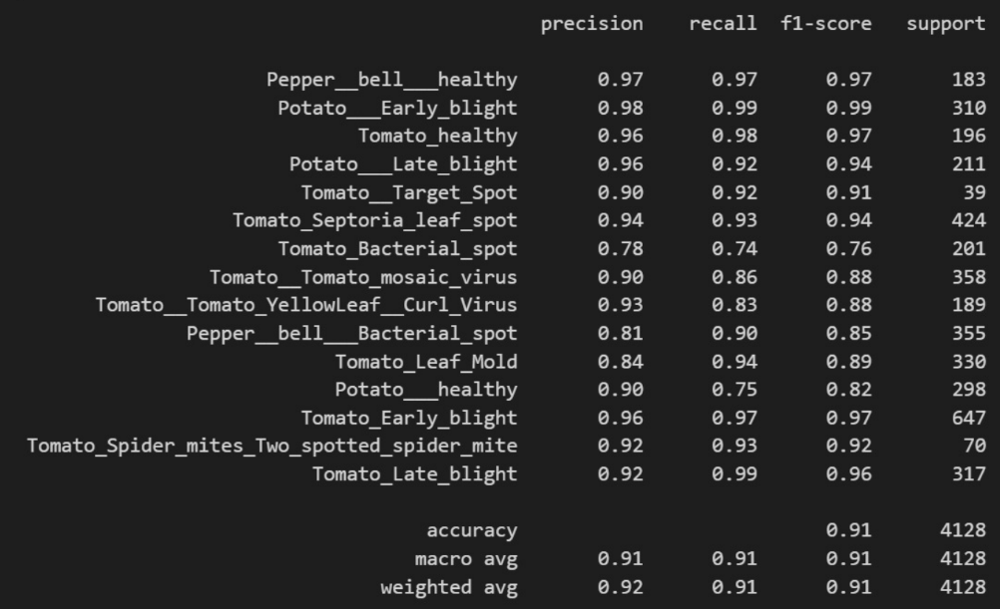 precision recall f1-score support
Pepper__bell___healthy 0.97 0.97 0.97 183
Potato___Early_blight 0.98 0.99 0.99 310
Tomato_healthy 0.96 0.98 0.97 196
Potato___Late_blight 0.96 0.92 0.94 211
Tomato__Target_Spot 0.90 0.92 0.91 39
Tomato_Septoria_leaf_spot 0.94 0.93 0.94 424
Tomato_Bacterial_spot 0.78 0.74 0.76 201
Tomato__Tomato_mosaic_virus 0.90 0.86 0.88 358
Tomato__Tomato_YellowLeaf__Curl_Virus 0.93 0.83 0.88 189
Pepper__bell___Bacterial_spot 0.81 0.90 0.85 355
Tomato_Leaf_Mold 0.84 0.94 0.89 330
Potato___healthy 0.90 0.75 0.82 298
Tomato_Early_blight 0.96 0.97 0.97 647
Tomato_Spider_mites_Two_spotted_spider_mite 0.92 0.93 0.92 70
Tomato_Late_blight 0.92 0.99 0.96 317
accuracy 0.91 4128
macro avg 0.91 0.91 0.91 4128
weighted avg 0.92 0.91 0.91 4128